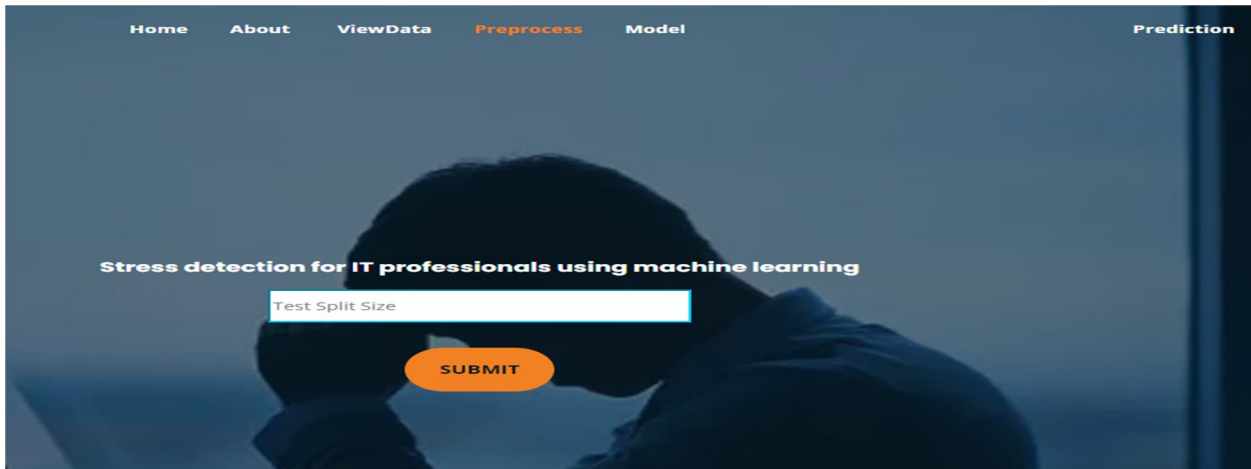 Home About ViewData Preprocess Model Prediction
Stress detection for IT professionals using machine learning
Test Split Size
SUBMIT